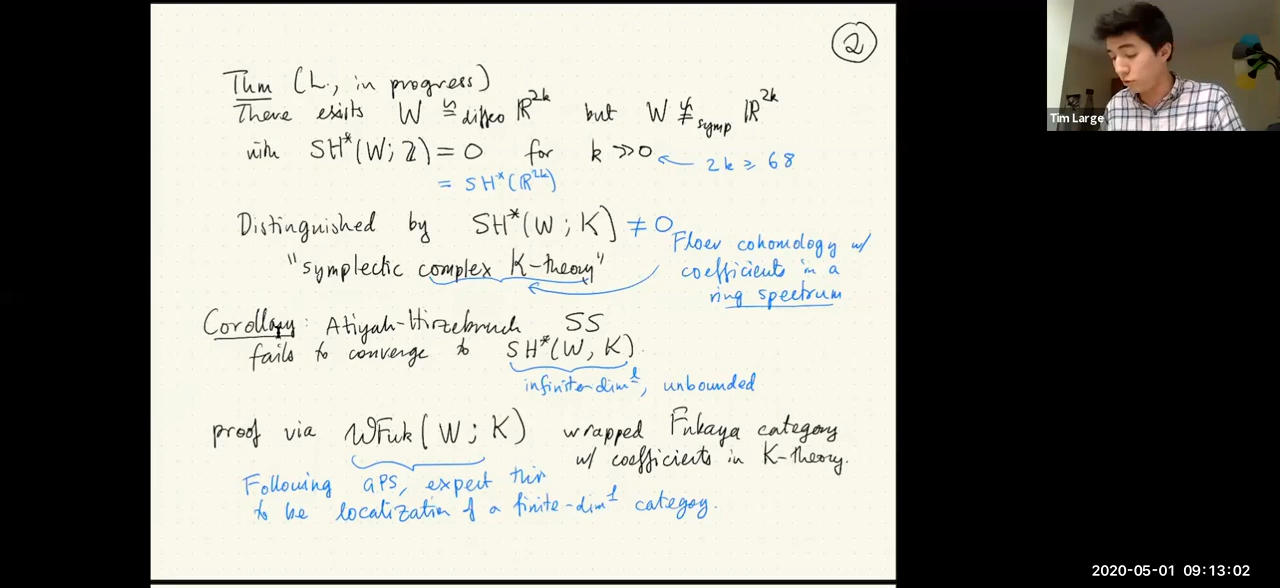 2
Thm (L., in progress)
There exists W ≅diffeo ℝ^2k but W ≇symp ℝ^2k
with SH*(W; ℤ) = 0 for k ≫ 0 ← 2k ≥ 68
= SH*(ℝ^2k)
Distinguished by SH*(W; K) ≠ 0
"symplectic complex K-theory"
Floer cohomology w/
coefficients in a
ring spectrum
Corollary: Atiyah-Hirzebruch SS
fails to converge to SH*(W, K).
infinite-dim'l, unbounded
proof via WFuk(W; K) wrapped Fukaya category
w/ coefficients in K-theory.
Following GPS, expect this
to be localization of a finite-dim'l category.
Tim Large
2020-05-01 09:13:02